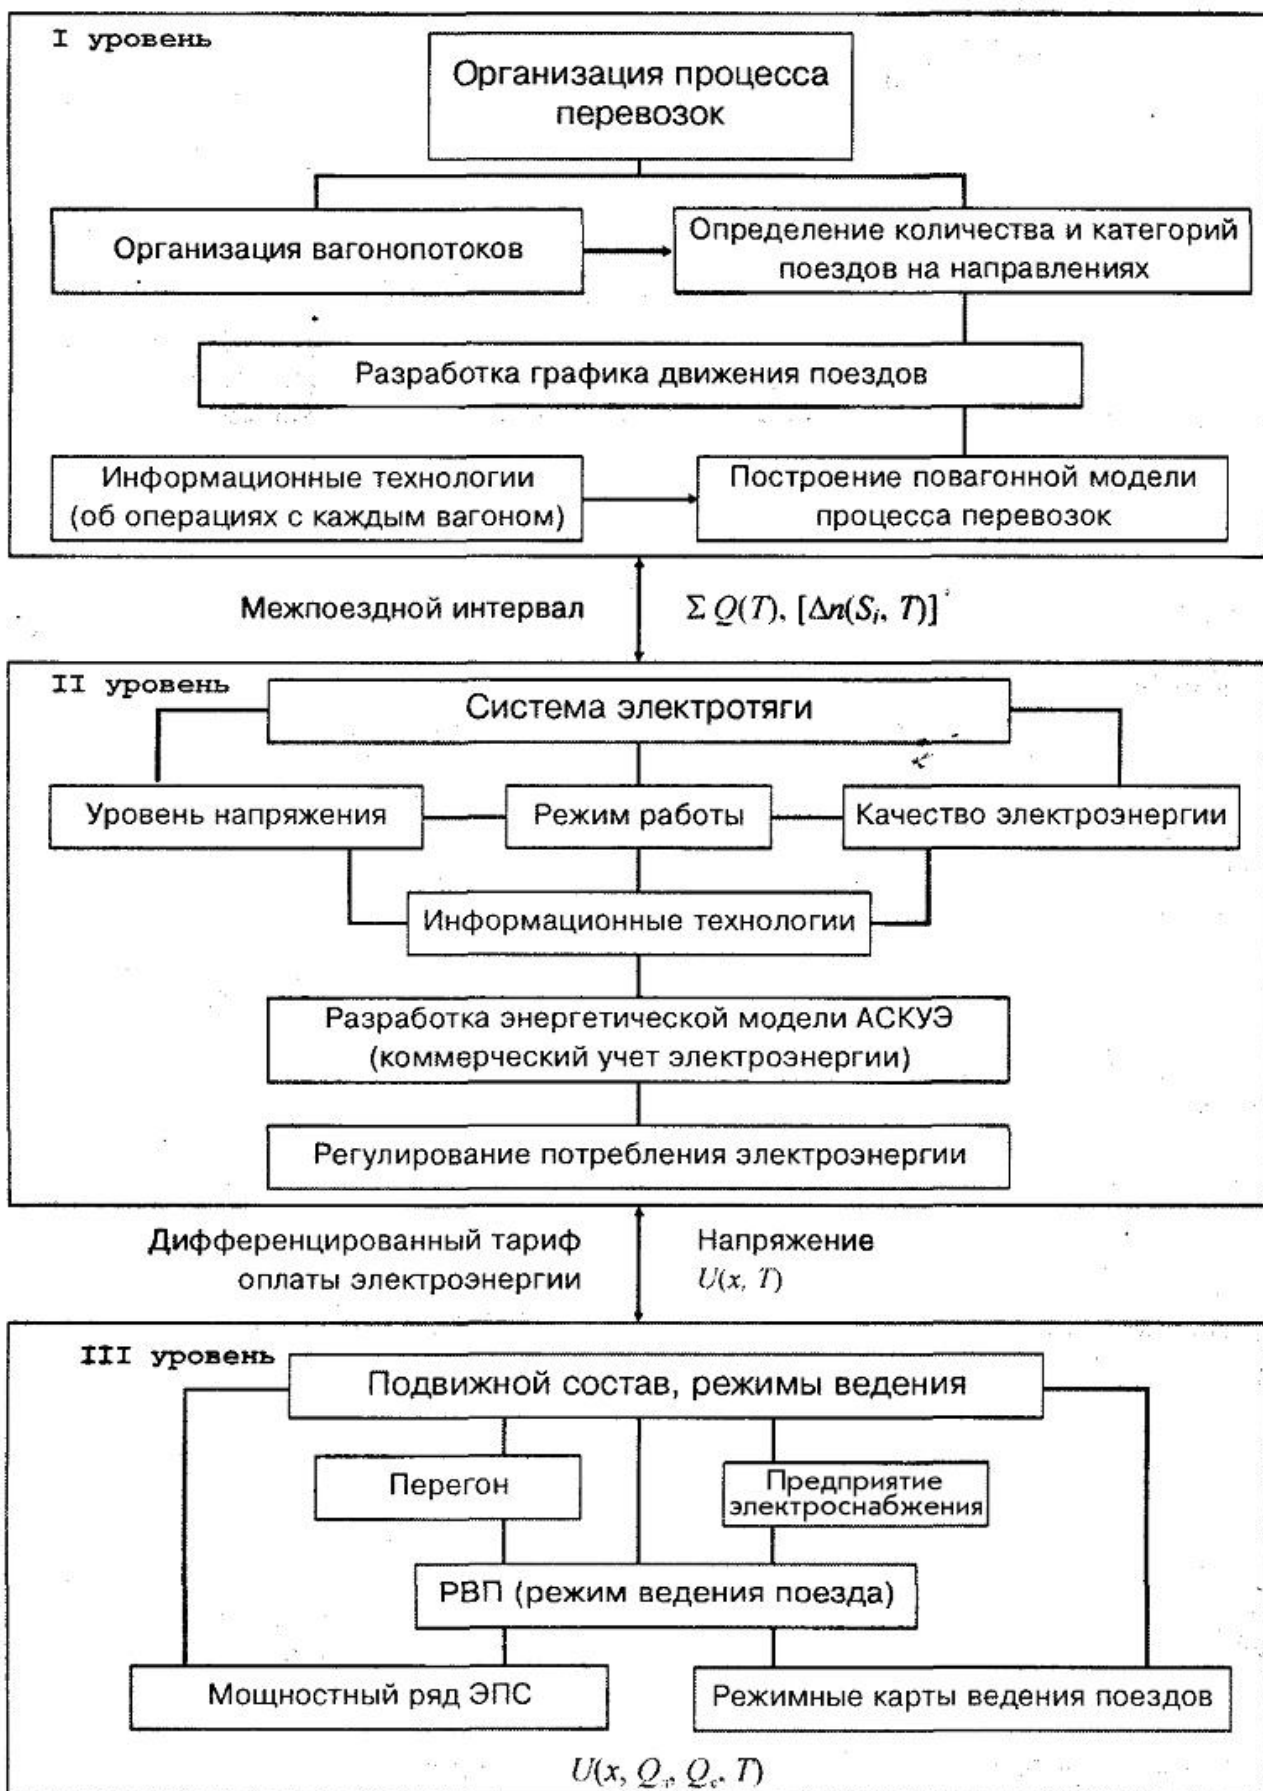 I уровень
Организация процесса
перевозок
Организация вагонопотоков
Определение количества и категорий
поездов на направлениях
Разработка графика движения поездов
Информационные технологии
(об операциях с каждым вагоном)
Построение повагонной модели
процесса перевозок
Межпоездной интервал
Σ Q(T), [Δn(Sᵢ, T)]
II уровень
Система электротяги
Уровень напряжения
Режим работы
Качество электроэнергии
Информационные технологии
Разработка энергетической модели АСКУЭ
(коммерческий учет электроэнергии)
Регулирование потребления электроэнергии
Дифференцированный тариф
оплаты электроэнергии
Напряжение
U(x, T)
III уровень
Подвижной состав, режимы ведения
Перегон
Предприятие
электроснабжения
РВП (режим ведения поезда)
Мощностный ряд ЭПС
Режимные карты ведения поездов